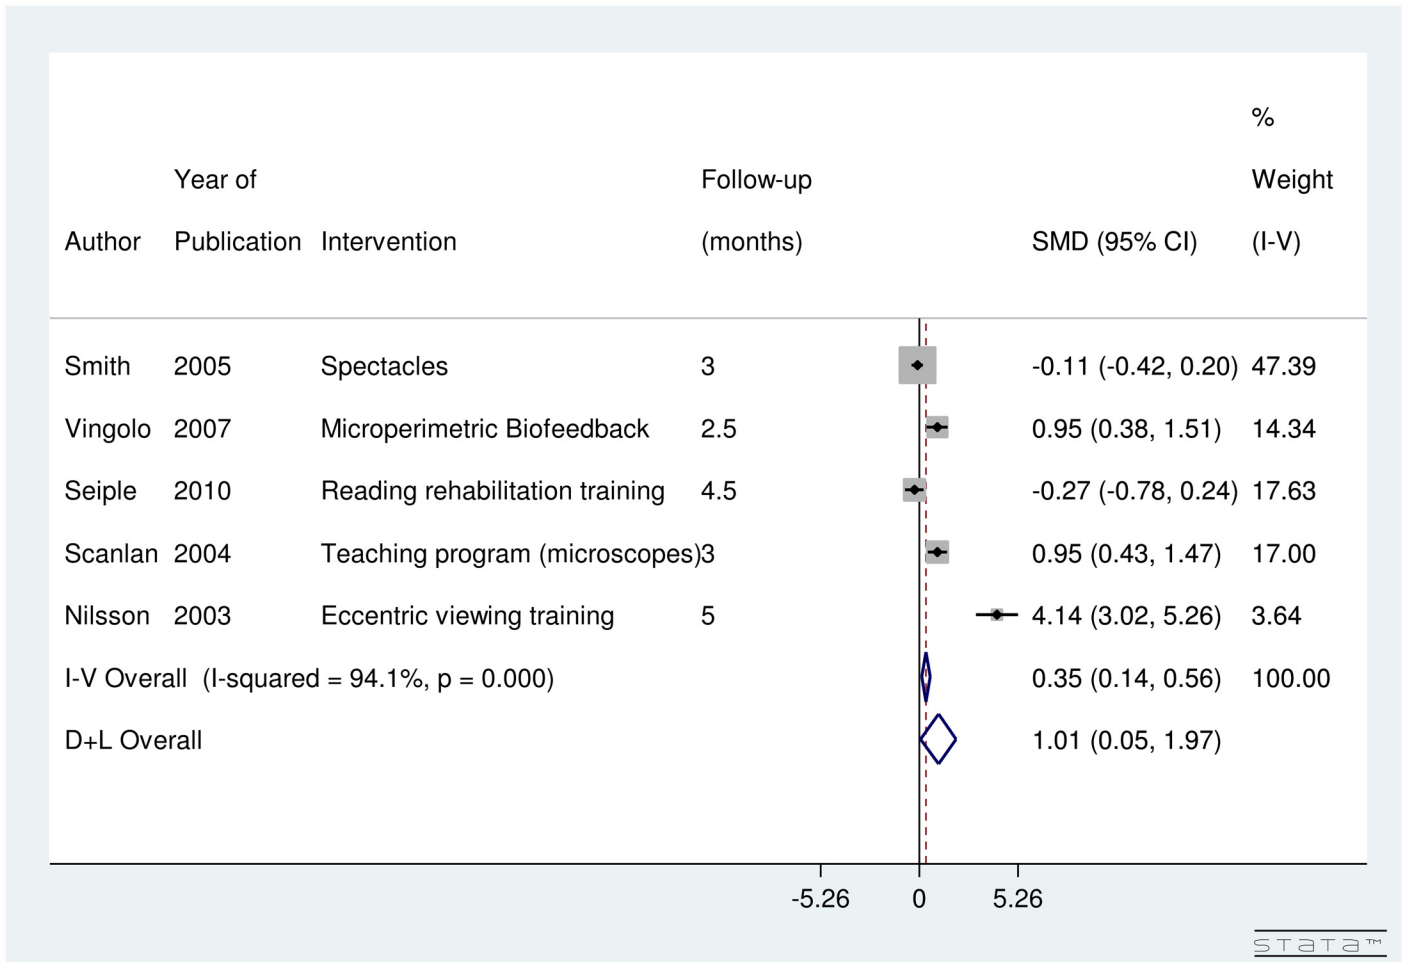 %
Year of Follow-up Weight
Author Publication Intervention (months) SMD (95% CI) (I-V)
Smith 2005 Spectacles 3 -0.11 (-0.42, 0.20) 47.39
Vingolo 2007 Microperimetric Biofeedback 2.5 0.95 (0.38, 1.51) 14.34
Seiple 2010 Reading rehabilitation training 4.5 -0.27 (-0.78, 0.24) 17.63
Scanlan 2004 Teaching program (microscopes)3 0.95 (0.43, 1.47) 17.00
Nilsson 2003 Eccentric viewing training 5 4.14 (3.02, 5.26) 3.64
I-V Overall (I-squared = 94.1%, p = 0.000) 0.35 (0.14, 0.56) 100.00
D+L Overall 1.01 (0.05, 1.97)
-5.26 0 5.26
STATA™